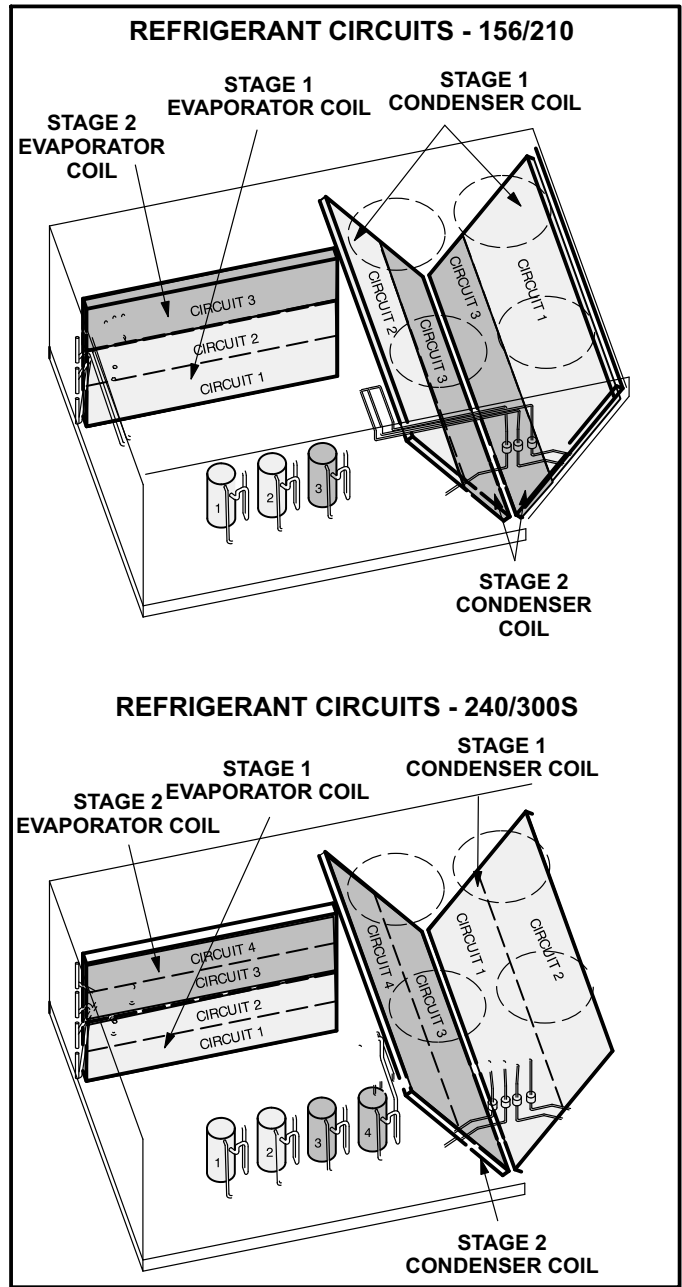 REFRIGERANT CIRCUITS - 156/210
STAGE 1
EVAPORATOR COIL
STAGE 1
CONDENSER COIL
STAGE 2
EVAPORATOR
COIL
CIRCUIT 3
CIRCUIT 2
CIRCUIT 1
CIRCUIT 2
CIRCUIT 3
CIRCUIT 3
CIRCUIT 1
1
2
3
STAGE 2
CONDENSER
COIL
REFRIGERANT CIRCUITS - 240/300S
STAGE 1
CONDENSER COIL
STAGE 1
EVAPORATOR COIL
STAGE 2
EVAPORATOR COIL
CIRCUIT 4
CIRCUIT 3
CIRCUIT 2
CIRCUIT 1
CIRCUIT 4
CIRCUIT 3
CIRCUIT 1
CIRCUIT 2
1
2
3
4
STAGE 2
CONDENSER COIL